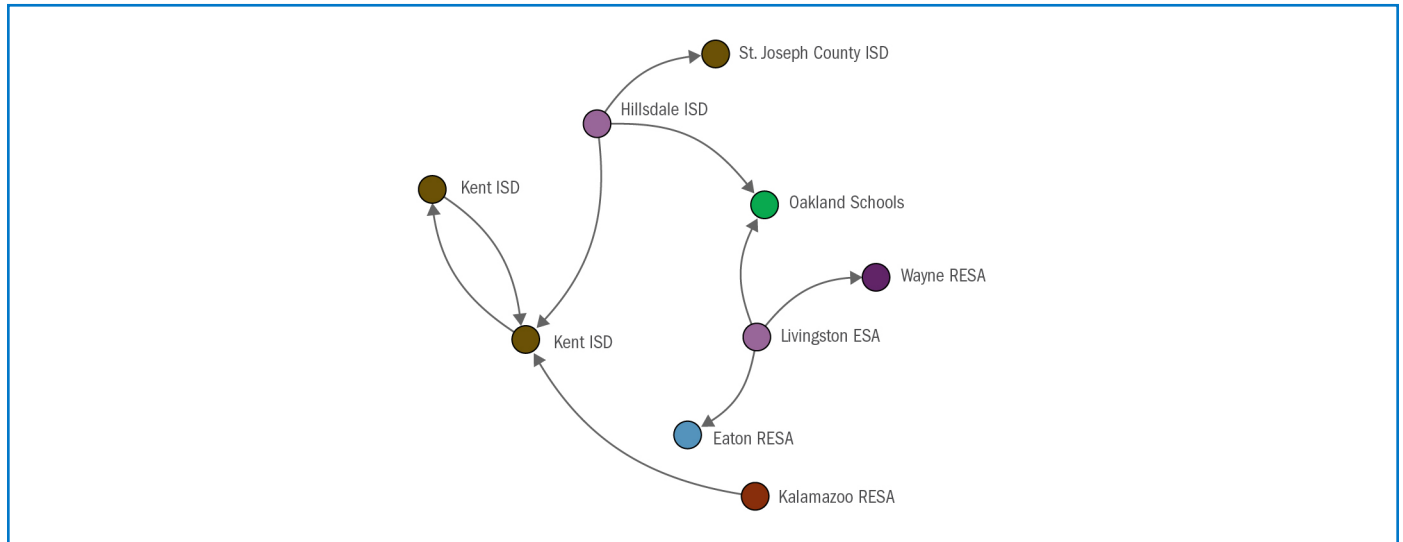 St. Joseph County ISD
Hillsdale ISD
Kent ISD
Oakland Schools
Wayne RESA
Livingston ESA
Kent ISD
Eaton RESA
Kalamazoo RESA